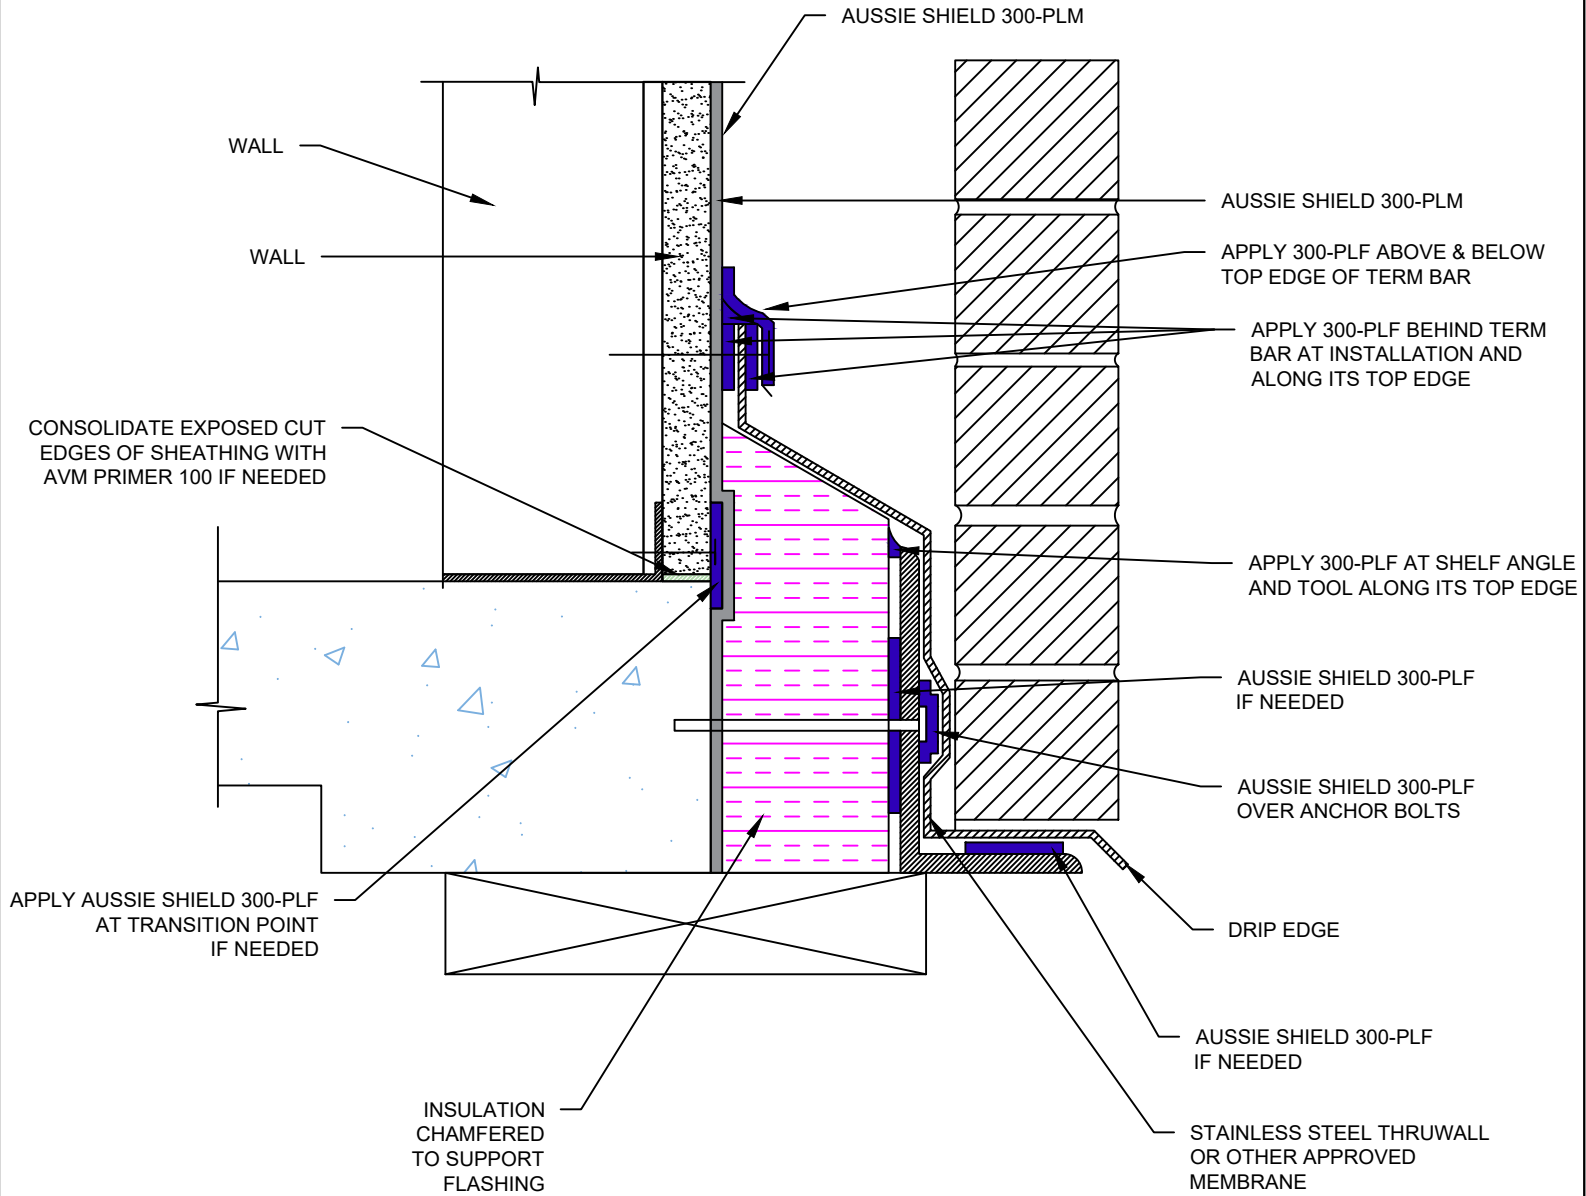 AUSSIE SHIELD 300-PLM
WALL
AUSSIE SHIELD 300-PLM
WALL
APPLY 300-PLF ABOVE & BELOW
TOP EDGE OF TERM BAR
APPLY 300-PLF BEHIND TERM
BAR AT INSTALLATION AND
ALONG ITS TOP EDGE
CONSOLIDATE EXPOSED CUT
EDGES OF SHEATHING WITH
AVM PRIMER 100 IF NEEDED
APPLY 300-PLF AT SHELF ANGLE
AND TOOL ALONG ITS TOP EDGE
AUSSIE SHIELD 300-PLF
IF NEEDED
AUSSIE SHIELD 300-PLF
OVER ANCHOR BOLTS
APPLY AUSSIE SHIELD 300-PLF
AT TRANSITION POINT
IF NEEDED
DRIP EDGE
AUSSIE SHIELD 300-PLF
IF NEEDED
INSULATION
CHAMFERED
TO SUPPORT
FLASHING
STAINLESS STEEL THRUWALL
OR OTHER APPROVED
MEMBRANE